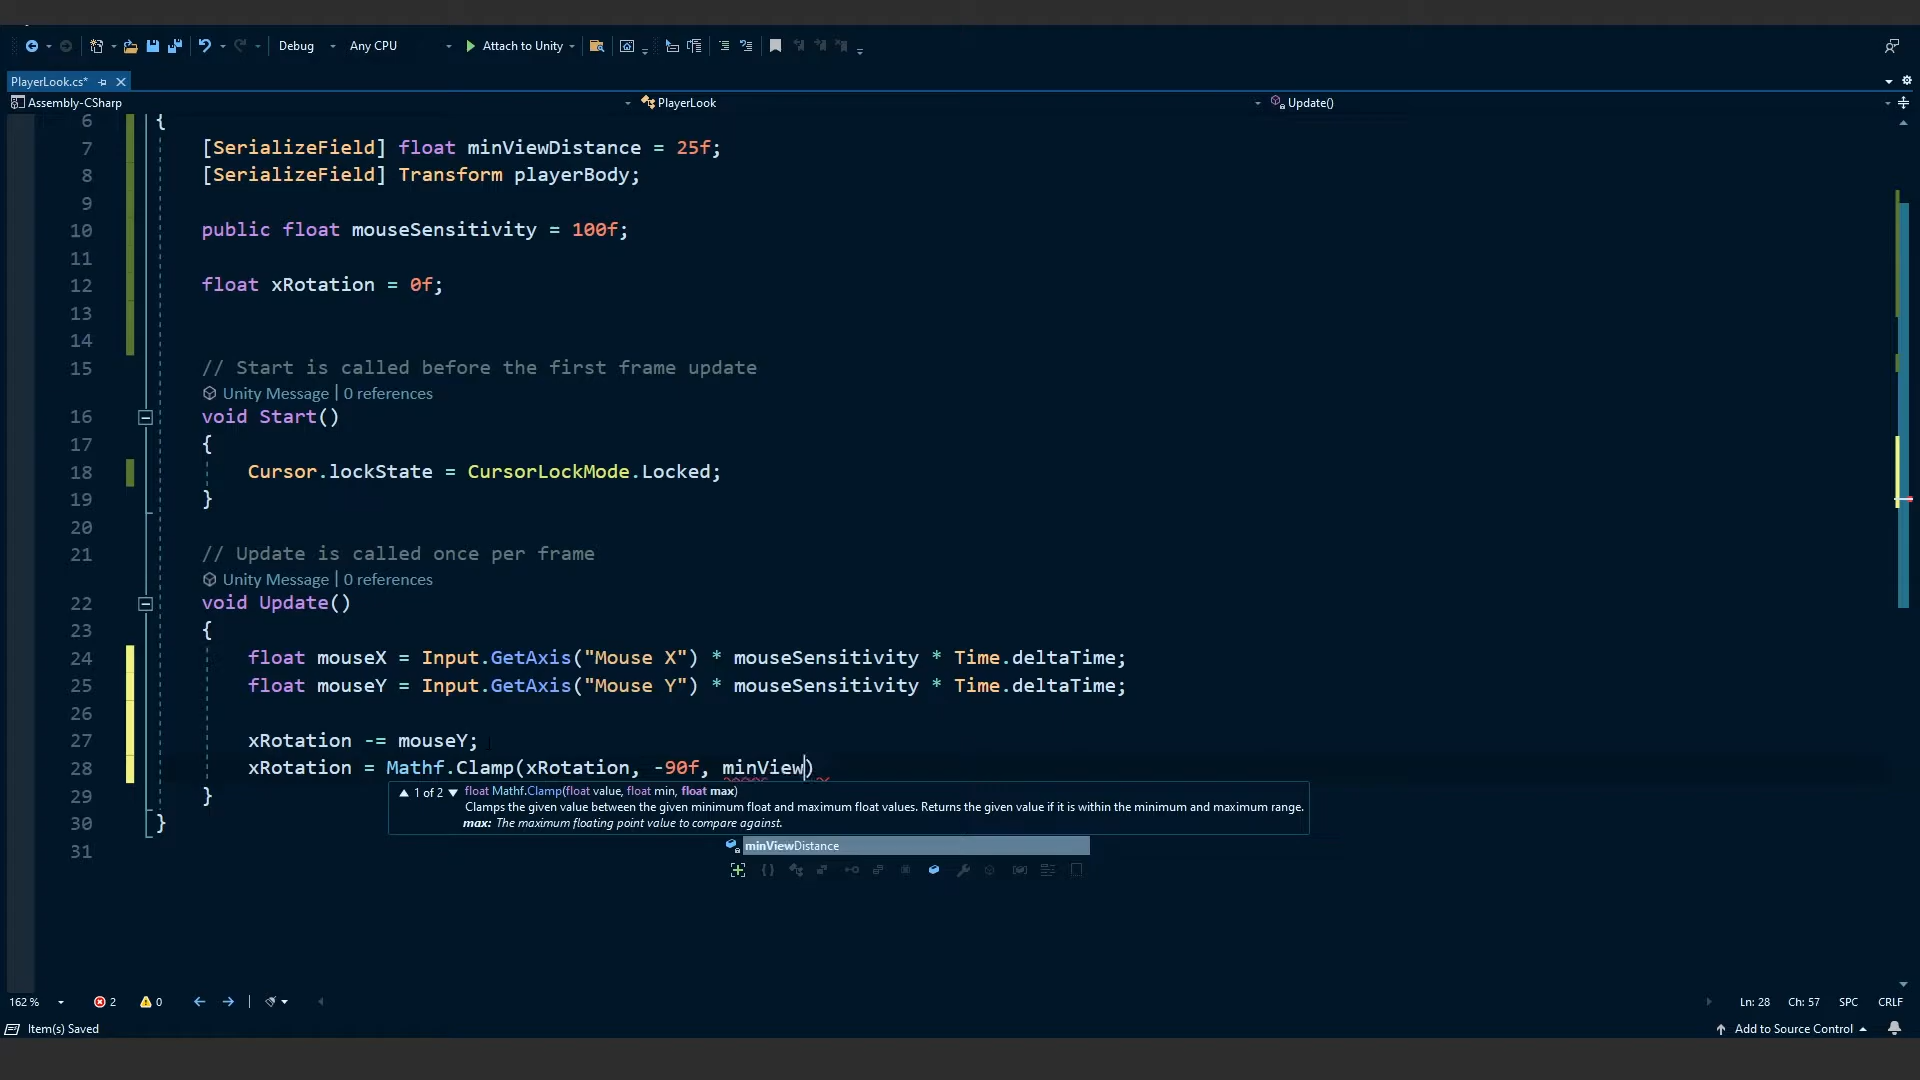 Debug Any CPU Attach to Unity
PlayerLook.cs*
Assembly-CSharp PlayerLook Update()
6 {
7 [SerializeField] float minViewDistance = 25f;
8 [SerializeField] Transform playerBody;
9
10 public float mouseSensitivity = 100f;
11
12 float xRotation = 0f;
13
14
15 // Start is called before the first frame update
Unity Message | 0 references
16 void Start()
17 {
18 Cursor.lockState = CursorLockMode.Locked;
19 }
20
21 // Update is called once per frame
Unity Message | 0 references
22 void Update()
23 {
24 float mouseX = Input.GetAxis("Mouse X") * mouseSensitivity * Time.deltaTime;
25 float mouseY = Input.GetAxis("Mouse Y") * mouseSensitivity * Time.deltaTime;
26
27 xRotation -= mouseY;
28 xRotation = Mathf.Clamp(xRotation, -90f, minView)
29 }
1 of 2 float Mathf.Clamp(float value, float min, float max)
Clamps the given value between the given minimum float and maximum float values. Returns the given value if it is within the minimum and maximum range.
max: The maximum floating point value to compare against.
30 }
minViewDistance
31
162 % 2 0 Ln: 28 Ch: 57 SPC CRLF
Item(s) Saved Add to Source Control